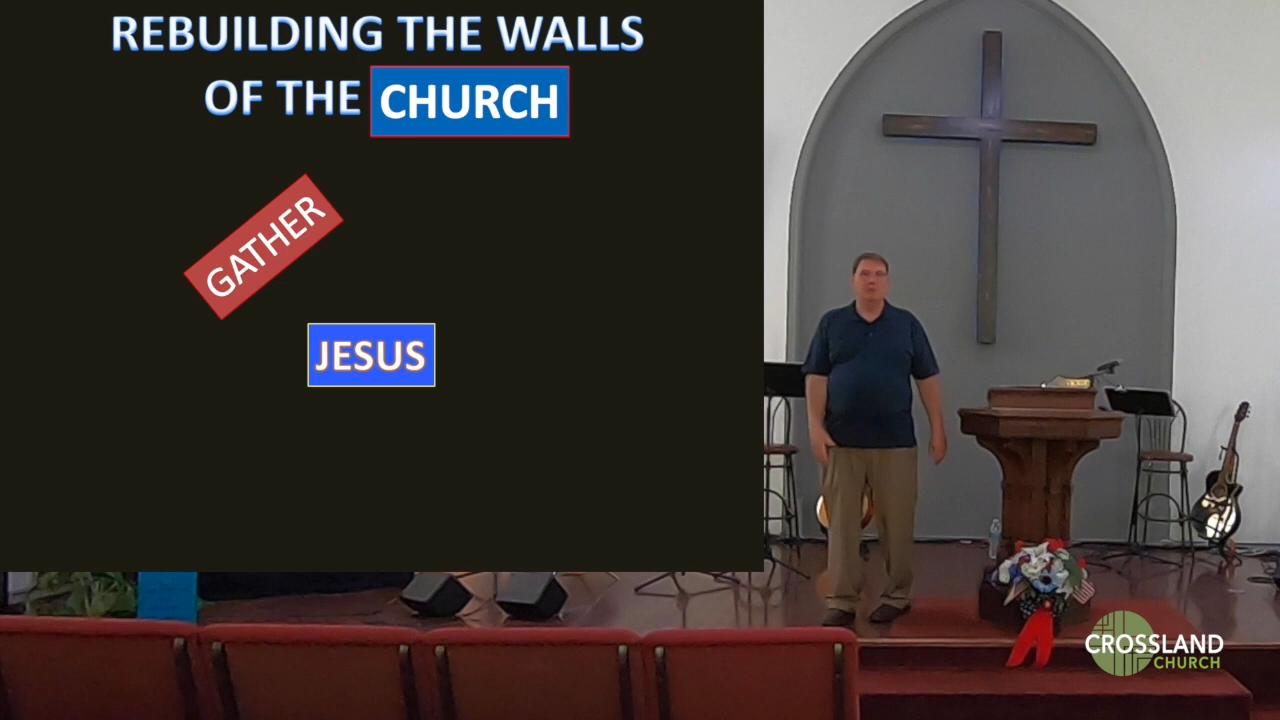 REBUILDING THE WALLS
OF THE CHURCH
GATHER
JESUS
CROSSLAND
CHURCH